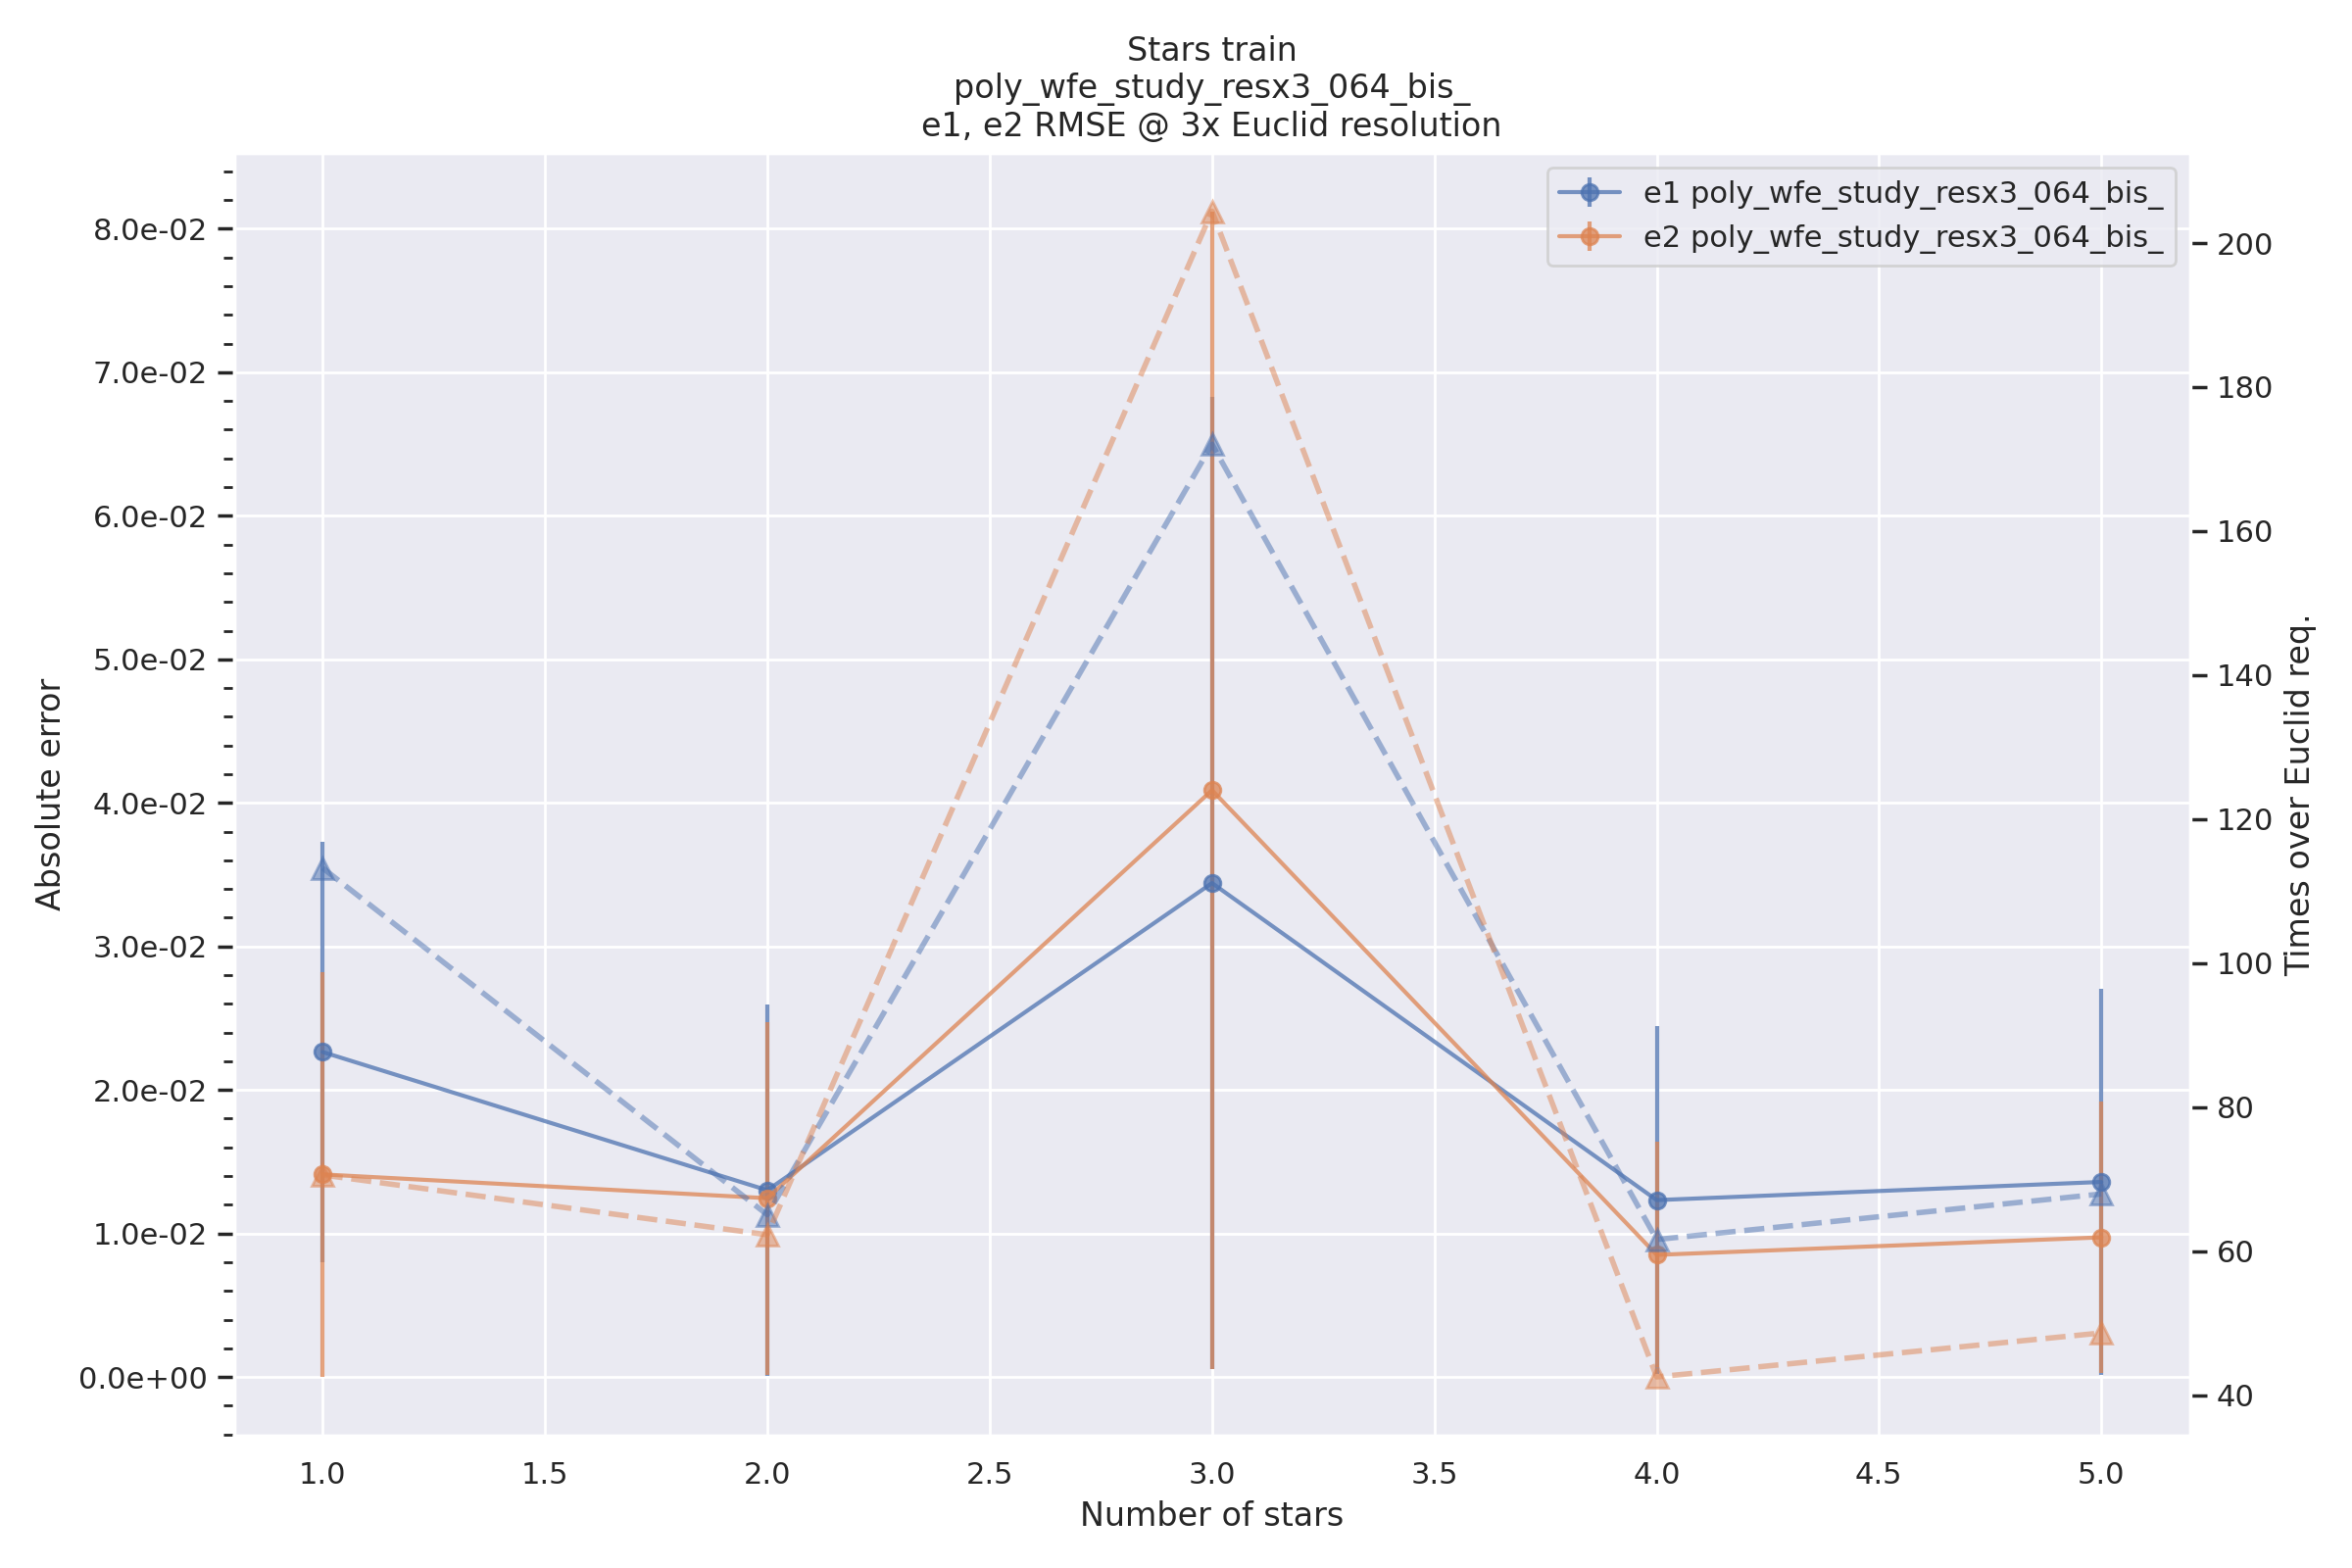 Stars train
poly_wfe_study_resx3_064_bis_
e1, e2 RMSE @ 3x Euclid resolution
e1 poly_wfe_study_resx3_064_bis_
e2 poly_wfe_study_resx3_064_bis_
8.0e-02
7.0e-02
6.0e-02
5.0e-02
4.0e-02
3.0e-02
2.0e-02
1.0e-02
0.0e+00
Absolute error
200
180
160
140
120
100
80
60
40
Times over Euclid req.
1.0 1.5 2.0 2.5 3.0 3.5 4.0 4.5 5.0
Number of stars